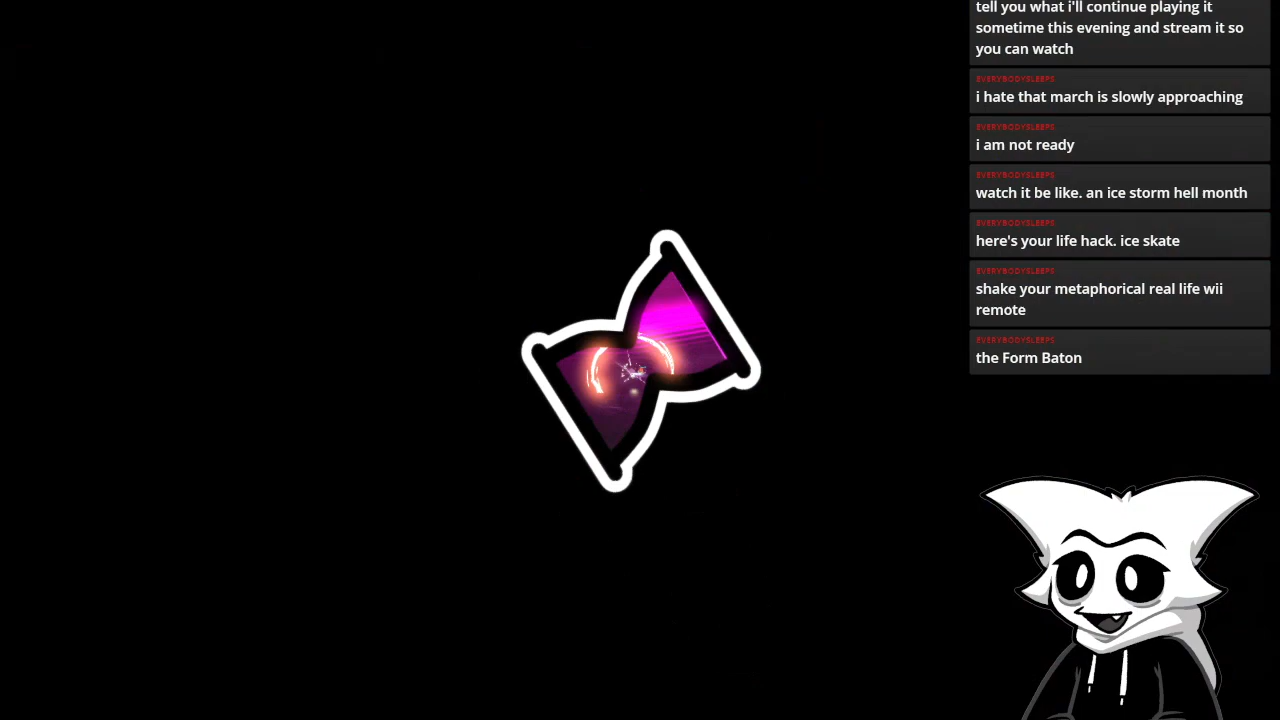 tell you what i'll continue playing it
sometime this evening and stream it so
you can watch
EVERYBODYSLEEPS
i hate that march is slowly approaching
EVERYBODYSLEEPS
i am not ready
EVERYBODYSLEEPS
watch it be like. an ice storm hell month
EVERYBODYSLEEPS
here's your life hack. ice skate
EVERYBODYSLEEPS
shake your metaphorical real life wii
remote
EVERYBODYSLEEPS
the Form Baton